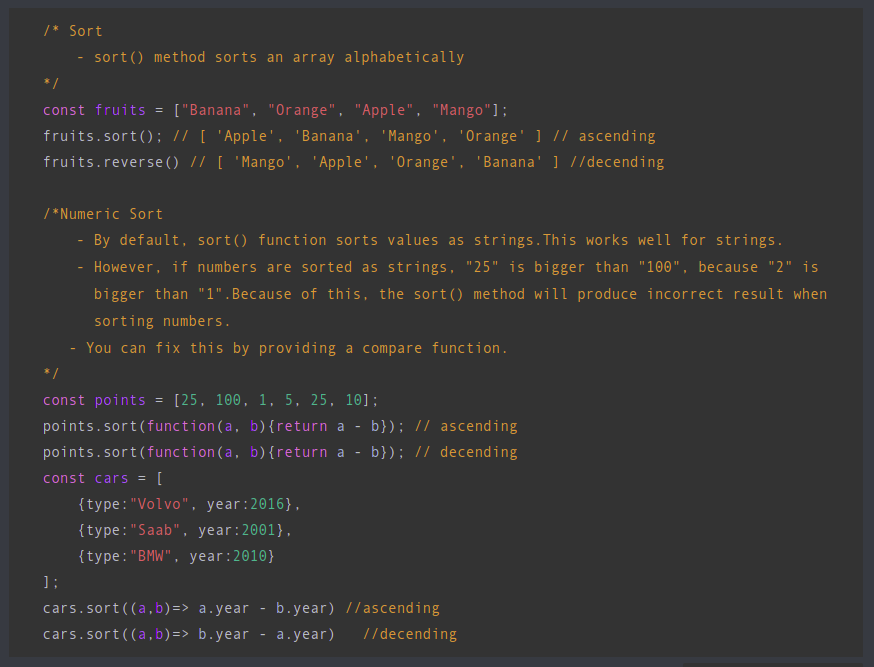 /* Sort
    - sort() method sorts an array alphabetically
*/
const fruits = ["Banana", "Orange", "Apple", "Mango"];
fruits.sort(); // [ 'Apple', 'Banana', 'Mango', 'Orange' ] // ascending
fruits.reverse() // [ 'Mango', 'Apple', 'Orange', 'Banana' ] //decending

/*Numeric Sort
    - By default, sort() function sorts values as strings.This works well for strings.
    - However, if numbers are sorted as strings, "25" is bigger than "100", because "2" is
      bigger than "1".Because of this, the sort() method will produce incorrect result when
      sorting numbers.
   - You can fix this by providing a compare function.
*/
const points = [25, 100, 1, 5, 25, 10];
points.sort(function(a, b){return a - b}); // ascending
points.sort(function(a, b){return a - b}); // decending
const cars = [
    {type:"Volvo", year:2016},
    {type:"Saab", year:2001},
    {type:"BMW", year:2010}
];
cars.sort((a,b)=> a.year - b.year) //ascending
cars.sort((a,b)=> b.year - a.year)   //decending